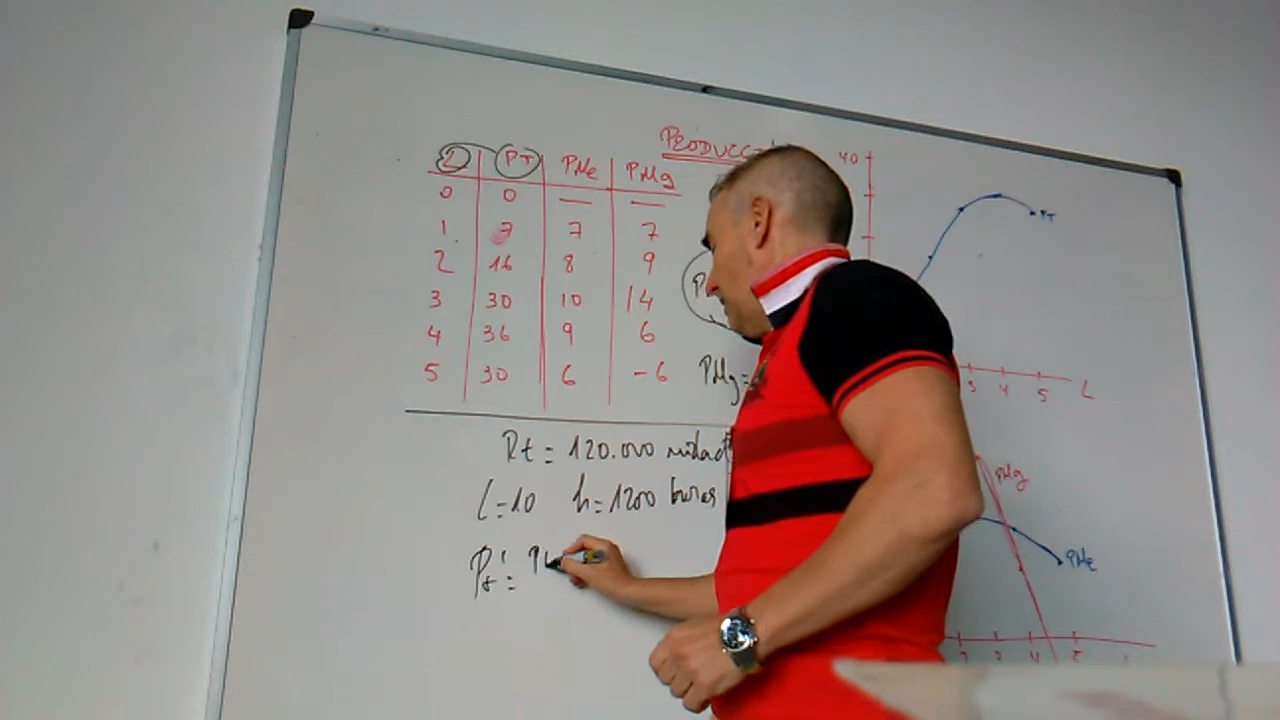 PRODUCC
L PT PMe PMg
0 0 — —
1 7 7 7
2 16 8 9
3 30 10 14
4 36 9 6
5 30 6 -6
PMg=
Pt = 120.000
L=10 h=1200 horas
40
PT
3 4 5 L
PMg
PMe